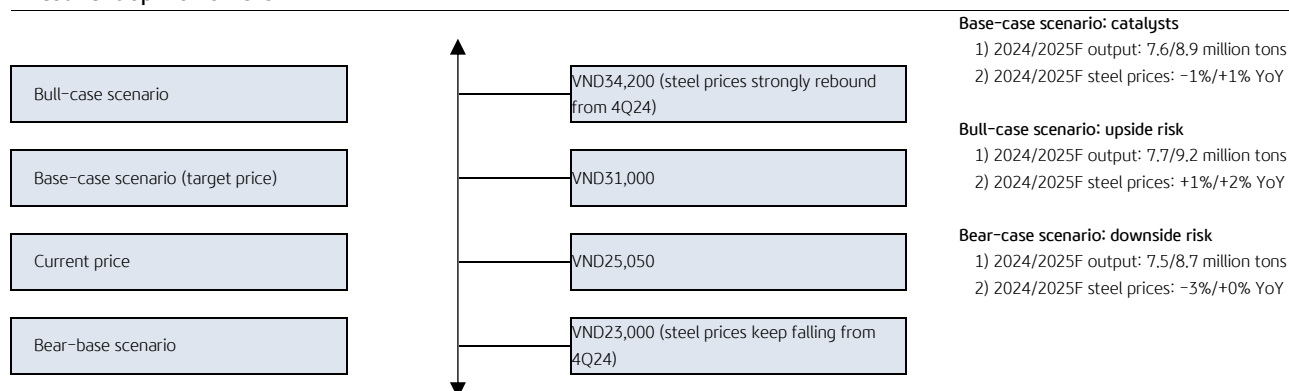 Bull-case scenario
VND34,200 (steel prices strongly rebound
from 4Q24)
Base-case scenario (target price)
VND31,000
Current price
VND25,050
Bear-base scenario
VND23,000 (steel prices keep falling from
4Q24)
Base-case scenario: catalysts
1) 2024/2025F output: 7.6/8.9 million tons
2) 2024/2025F steel prices: -1%/+1% YoY
Bull-case scenario: upside risk
1) 2024/2025F output: 7.7/9.2 million tons
2) 2024/2025F steel prices: +1%/+2% YoY
Bear-case scenario: downside risk
1) 2024/2025F output: 7.5/8.7 million tons
2) 2024/2025F steel prices: -3%/+0% YoY